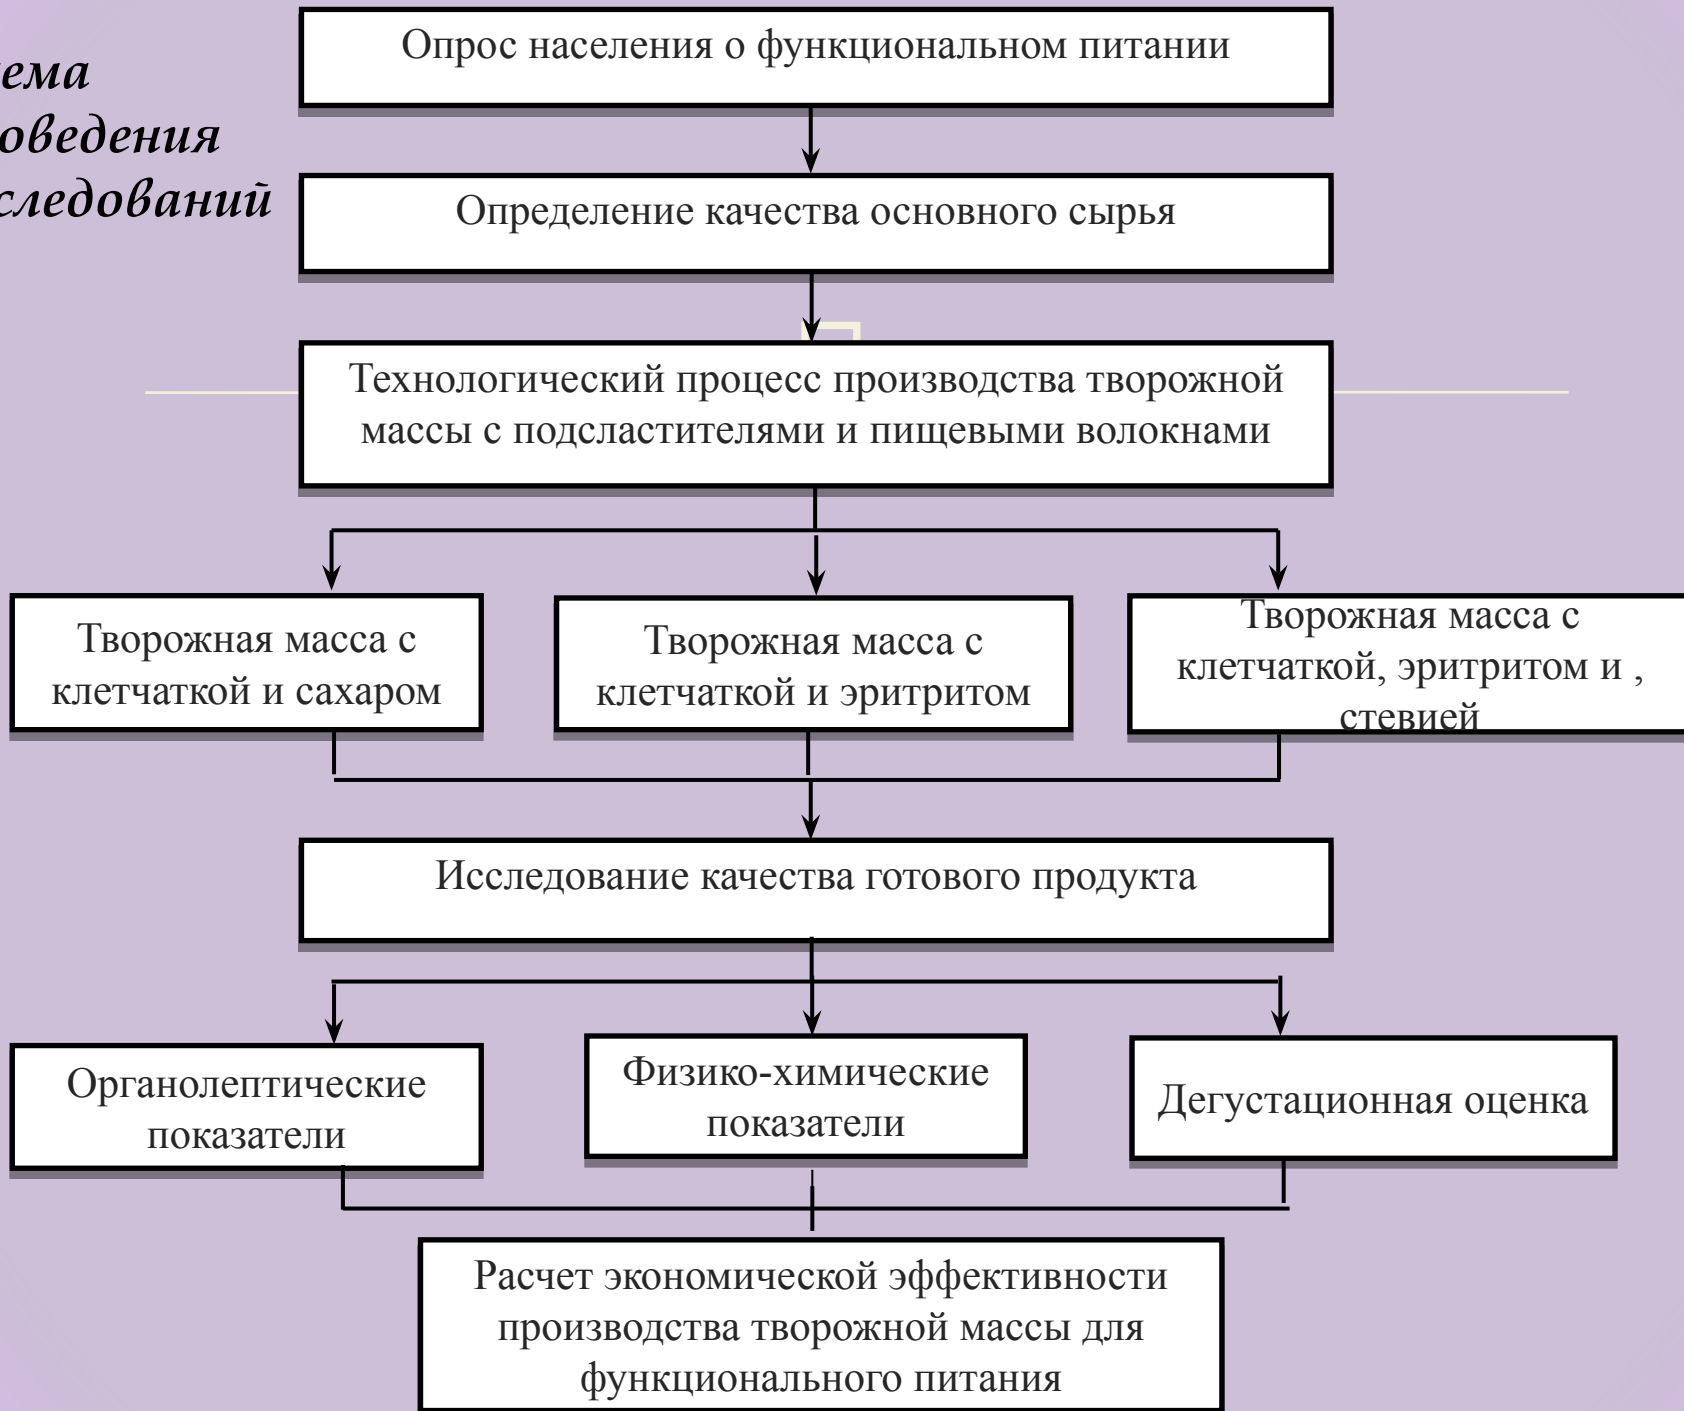 Опрос населения о функциональном питании
ема
оведения
следований
Определение качества основного сырья
Технологический процесс производства творожной
массы с подсластителями и пищевыми волокнами
Творожная масса с
клетчаткой и сахаром
Творожная масса с
клетчаткой и эритритом
Творожная масса с
клетчаткой, эритритом и ,
стевией
Исследование качества готового продукта
Органолептические
показатели
Физико-химические
показатели
Дегустационная оценка
Расчет экономической эффективности
производства творожной массы для
функционального питания